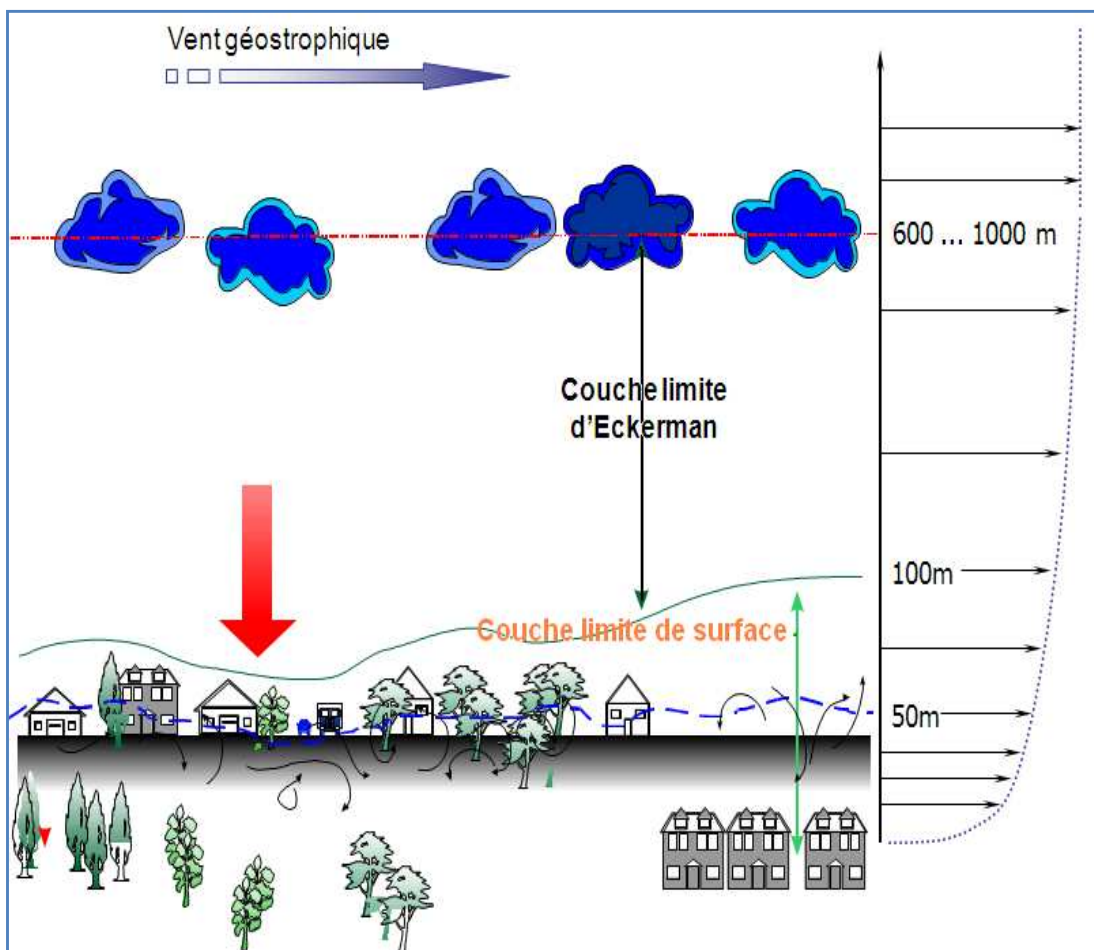 Vent géostrophique
600 ... 1000 m
Couche limite
d'Eckerman
100m
Couche limite de surface
50m